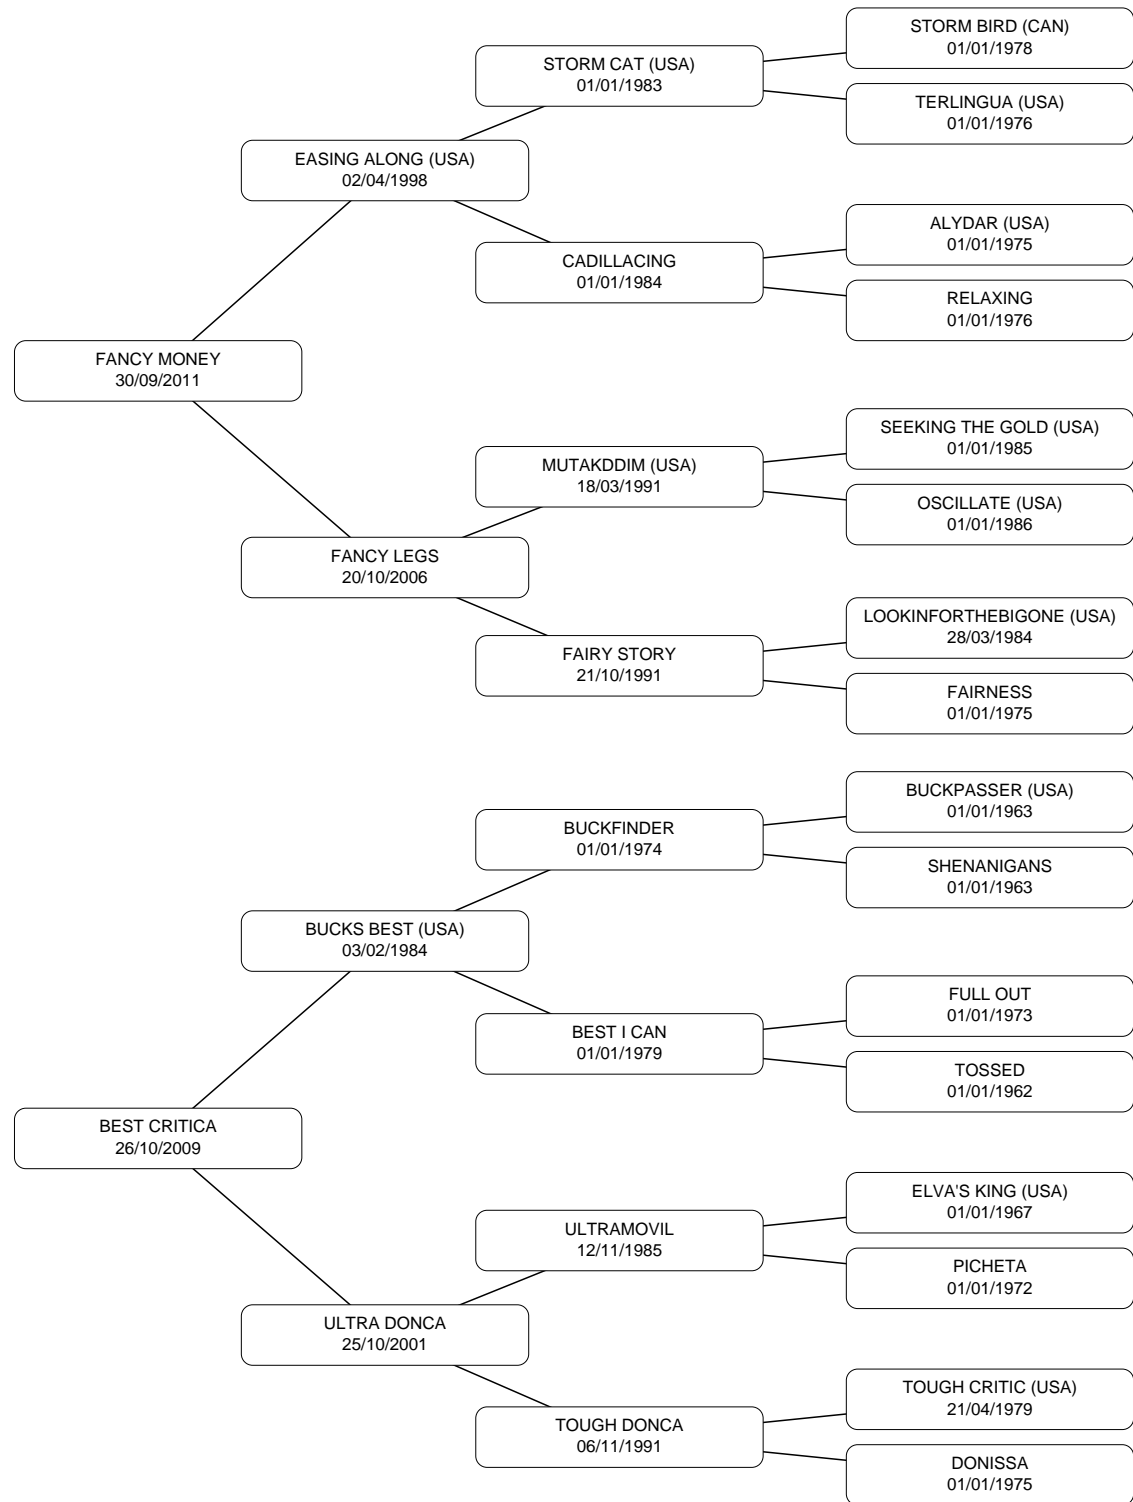 STORM BIRD (CAN)
01/01/1978
STORM CAT (USA)
01/01/1983
TERLINGUA (USA)
01/01/1976
EASING ALONG (USA)
02/04/1998
ALYDAR (USA)
01/01/1975
CADILLACING
01/01/1984
RELAXING
01/01/1976
FANCY MONEY
30/09/2011
SEEKING THE GOLD (USA)
01/01/1985
MUTAKDDIM (USA)
18/03/1991
OSCILLATE (USA)
01/01/1986
FANCY LEGS
20/10/2006
LOOKINFORTHEBIGONE (USA)
28/03/1984
FAIRY STORY
21/10/1991
FAIRNESS
01/01/1975
BUCKPASSER (USA)
01/01/1963
BUCKFINDER
01/01/1974
SHENANIGANS
01/01/1963
BUCKS BEST (USA)
03/02/1984
FULL OUT
01/01/1973
BEST I CAN
01/01/1979
TOSSED
01/01/1962
BEST CRITICA
26/10/2009
ELVA'S KING (USA)
01/01/1967
ULTRAMOVIL
12/11/1985
PICHETA
01/01/1972
ULTRA DONCA
25/10/2001
TOUGH CRITIC (USA)
21/04/1979
TOUGH DONCA
06/11/1991
DONISSA
01/01/1975